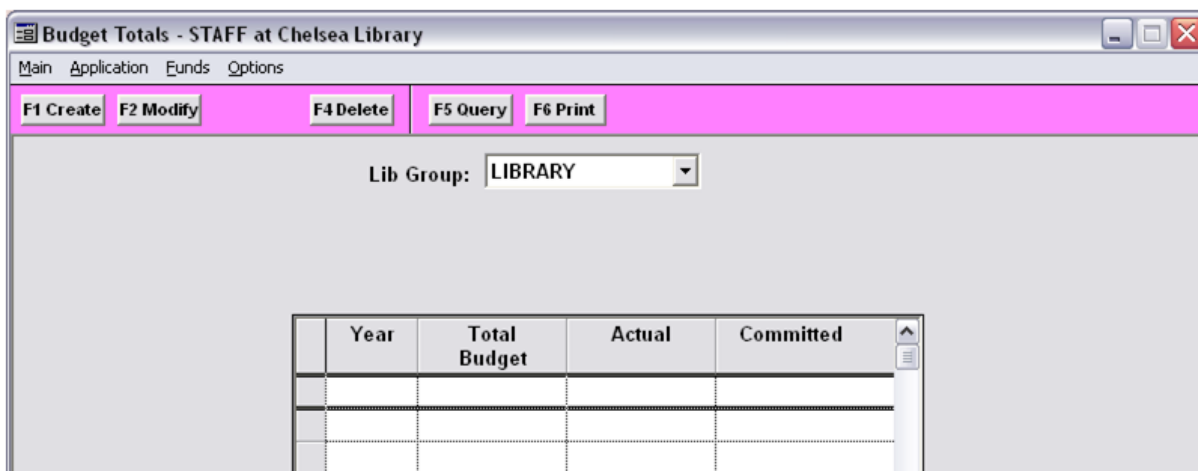 Budget Totals - STAFF at Chelsea Library
Main Application Funds Options
F1 Create F2 Modify F4 Delete F5 Query F6 Print
Lib Group: LIBRARY
Year Total Budget Actual Committed